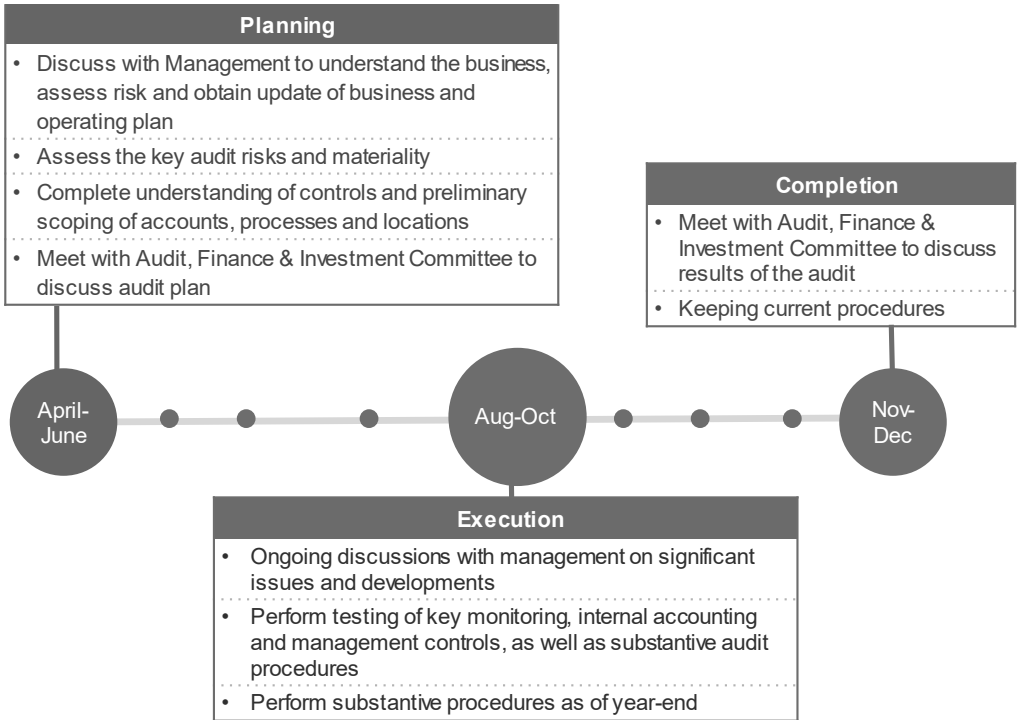 Planning
• Discuss with Management to understand the business,
assess risk and obtain update of business and
operating plan
• Assess the key audit risks and materiality
• Complete understanding of controls and preliminary
scoping of accounts, processes and locations
• Meet with Audit, Finance & Investment Committee to
discuss audit plan
Completion
• Meet with Audit, Finance &
Investment Committee to discuss
results of the audit
• Keeping current procedures
April-
June
Aug-Oct
Nov-
Dec
Execution
• Ongoing discussions with management on significant
issues and developments
• Perform testing of key monitoring, internal accounting
and management controls, as well as substantive audit
procedures
• Perform substantive procedures as of year-end